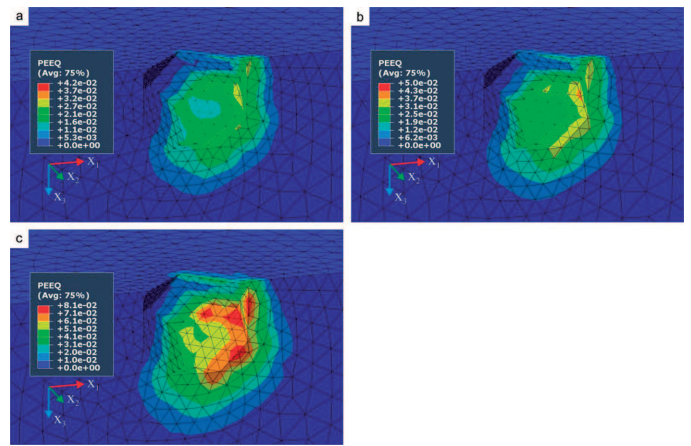 a
PEEQ
(Avg: 75%)
+4.2e-02
+3.7e-02
+3.2e-02
+2.7e-02
+2.1e-02
+1.6e-02
+1.1e-02
+5.3e-03
+0.0e+00
X1
X2
X3
b
PEEQ
(Avg: 75%)
+5.0e-02
+4.3e-02
+3.7e-02
+3.1e-02
+2.5e-02
+1.9e-02
+1.2e-02
+6.2e-03
+0.0e+00
X1
X2
X3
c
PEEQ
(Avg: 75%)
+8.1e-02
+7.1e-02
+6.1e-02
+5.1e-02
+4.1e-02
+3.1e-02
+2.0e-02
+1.0e-02
+0.0e+00
X1
X2
X3